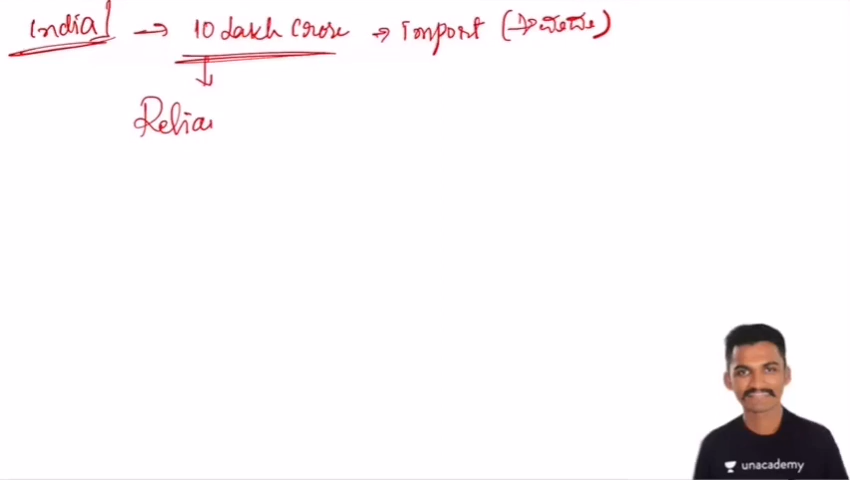 India → 10 Lakh Crore → import (
Relia
unacademy